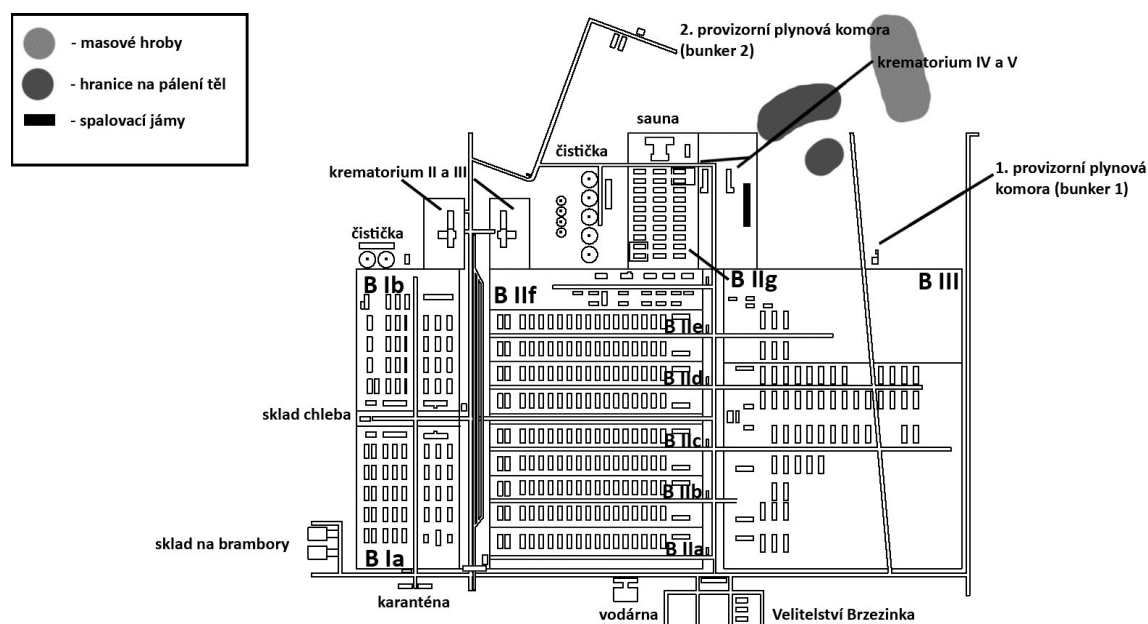 - masové hroby
- hranice na pálení těl
- spalovací jámy
2. provizorní plynová komora
(bunker 2)
krematorium IV a V
sauna
čistička
krematorium II a III
1. provizorní plynová
komora (bunker 1)
čistička
B Ib
B IIf
B IIg
B III
B IIe
B IId
sklad chleba
B IIc
B IIb
sklad na brambory
B Ia
B IIa
karanténa
vodárna
Velitelství Brzezinka